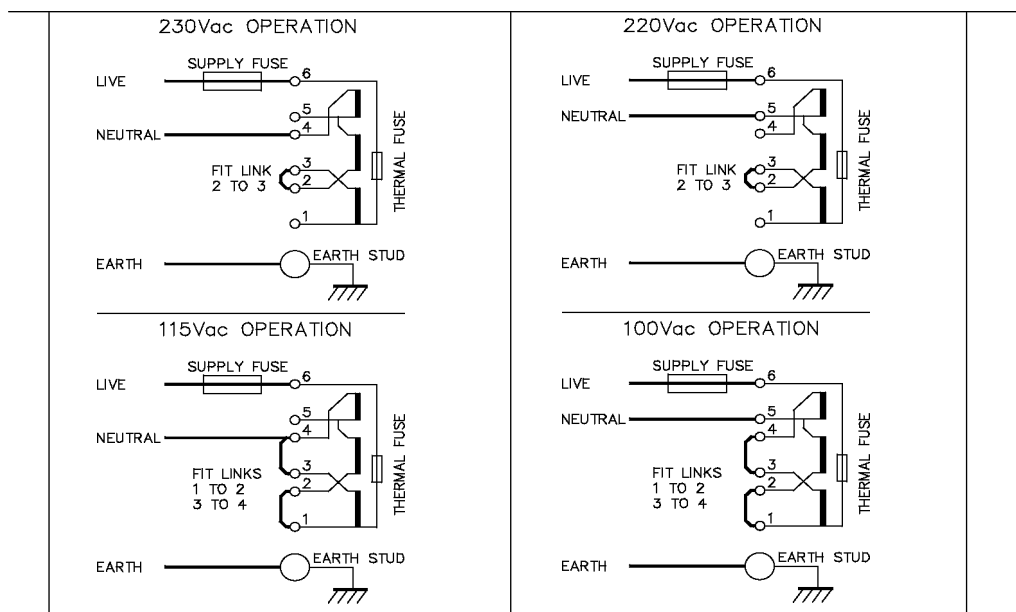 230Vac OPERATION
SUPPLY FUSE
LIVE
6
5
NEUTRAL
4
FIT LINK
2 TO 3
3
2
1
THERMAL FUSE
EARTH
EARTH STUD
220Vac OPERATION
SUPPLY FUSE
LIVE
6
NEUTRAL
5
4
FIT LINK
2 TO 3
3
2
1
THERMAL FUSE
EARTH
EARTH STUD
115Vac OPERATION
SUPPLY FUSE
LIVE
6
5
NEUTRAL
4
FIT LINKS
1 TO 2
3 TO 4
3
2
1
THERMAL FUSE
EARTH
EARTH STUD
100Vac OPERATION
SUPPLY FUSE
LIVE
6
NEUTRAL
5
4
FIT LINKS
1 TO 2
3 TO 4
3
2
1
THERMAL FUSE
EARTH
EARTH STUD